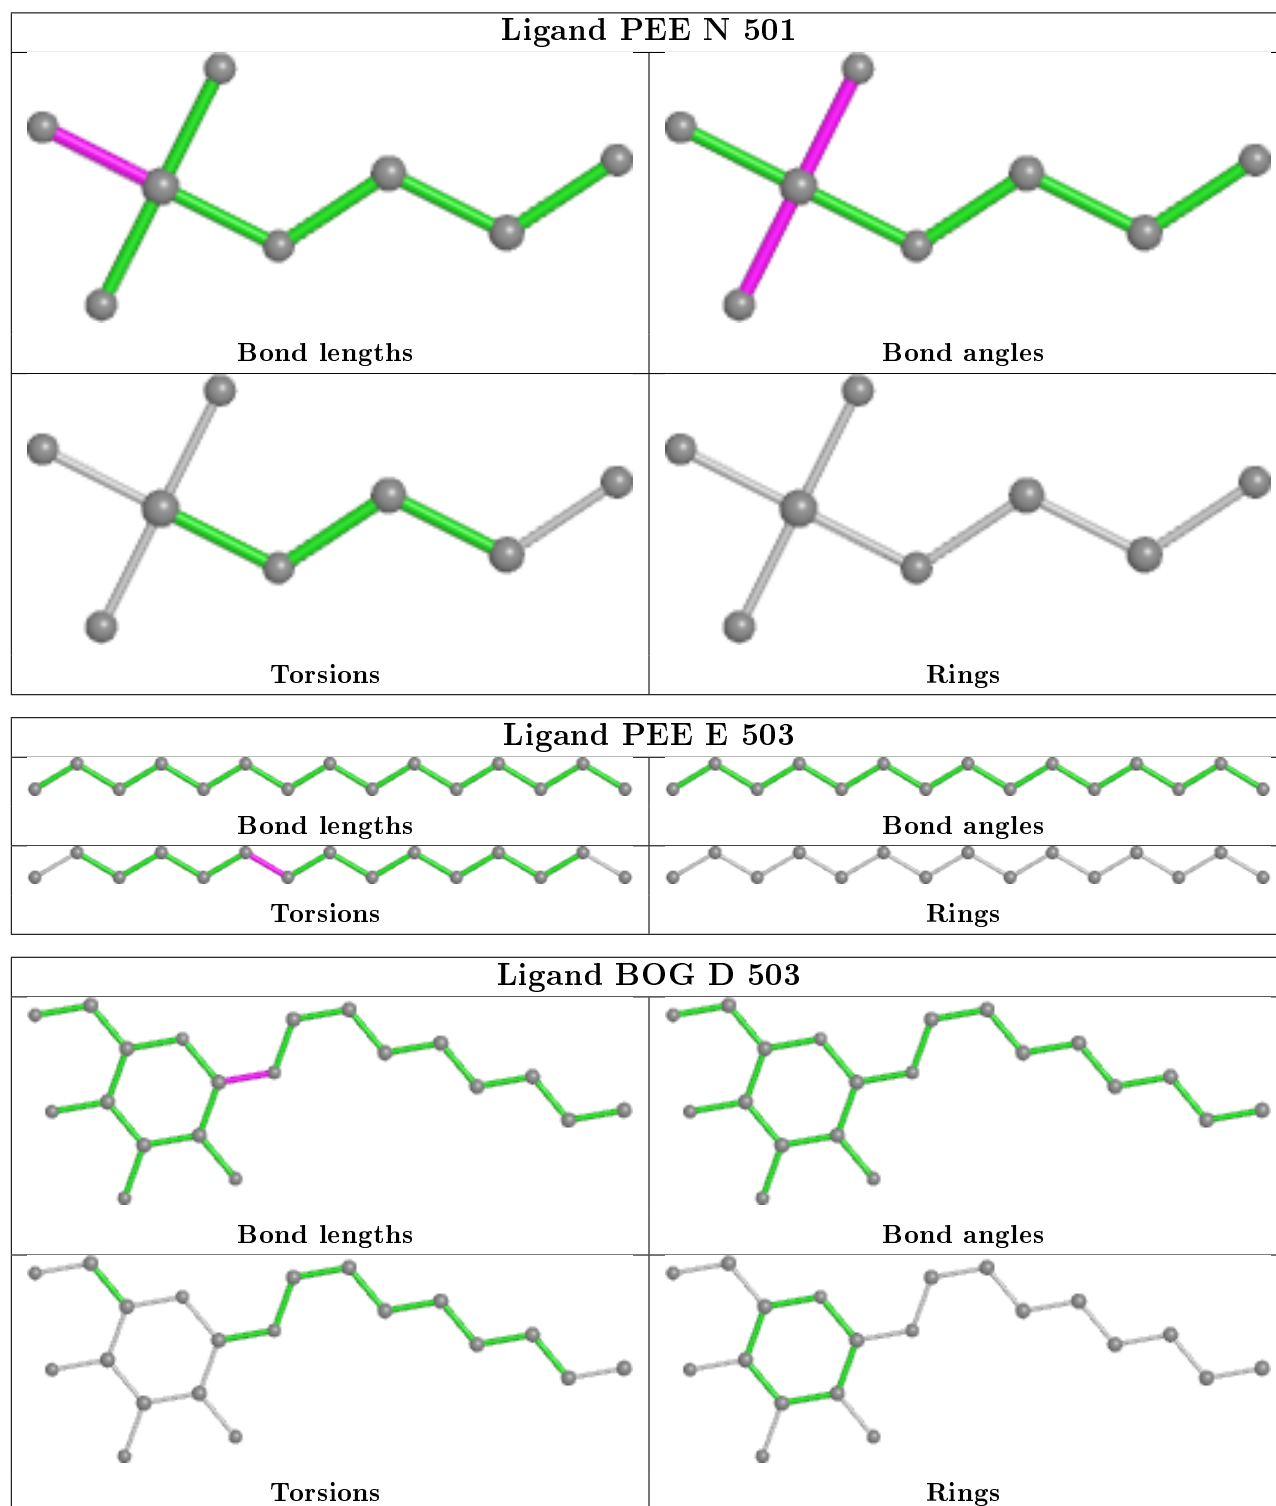 Ligand PEE N 501
Bond lengths
Bond angles
Torsions
Rings
Ligand PEE E 503
Bond lengths
Bond angles
Torsions
Rings
Ligand BOG D 503
Bond lengths
Bond angles
Torsions
Rings